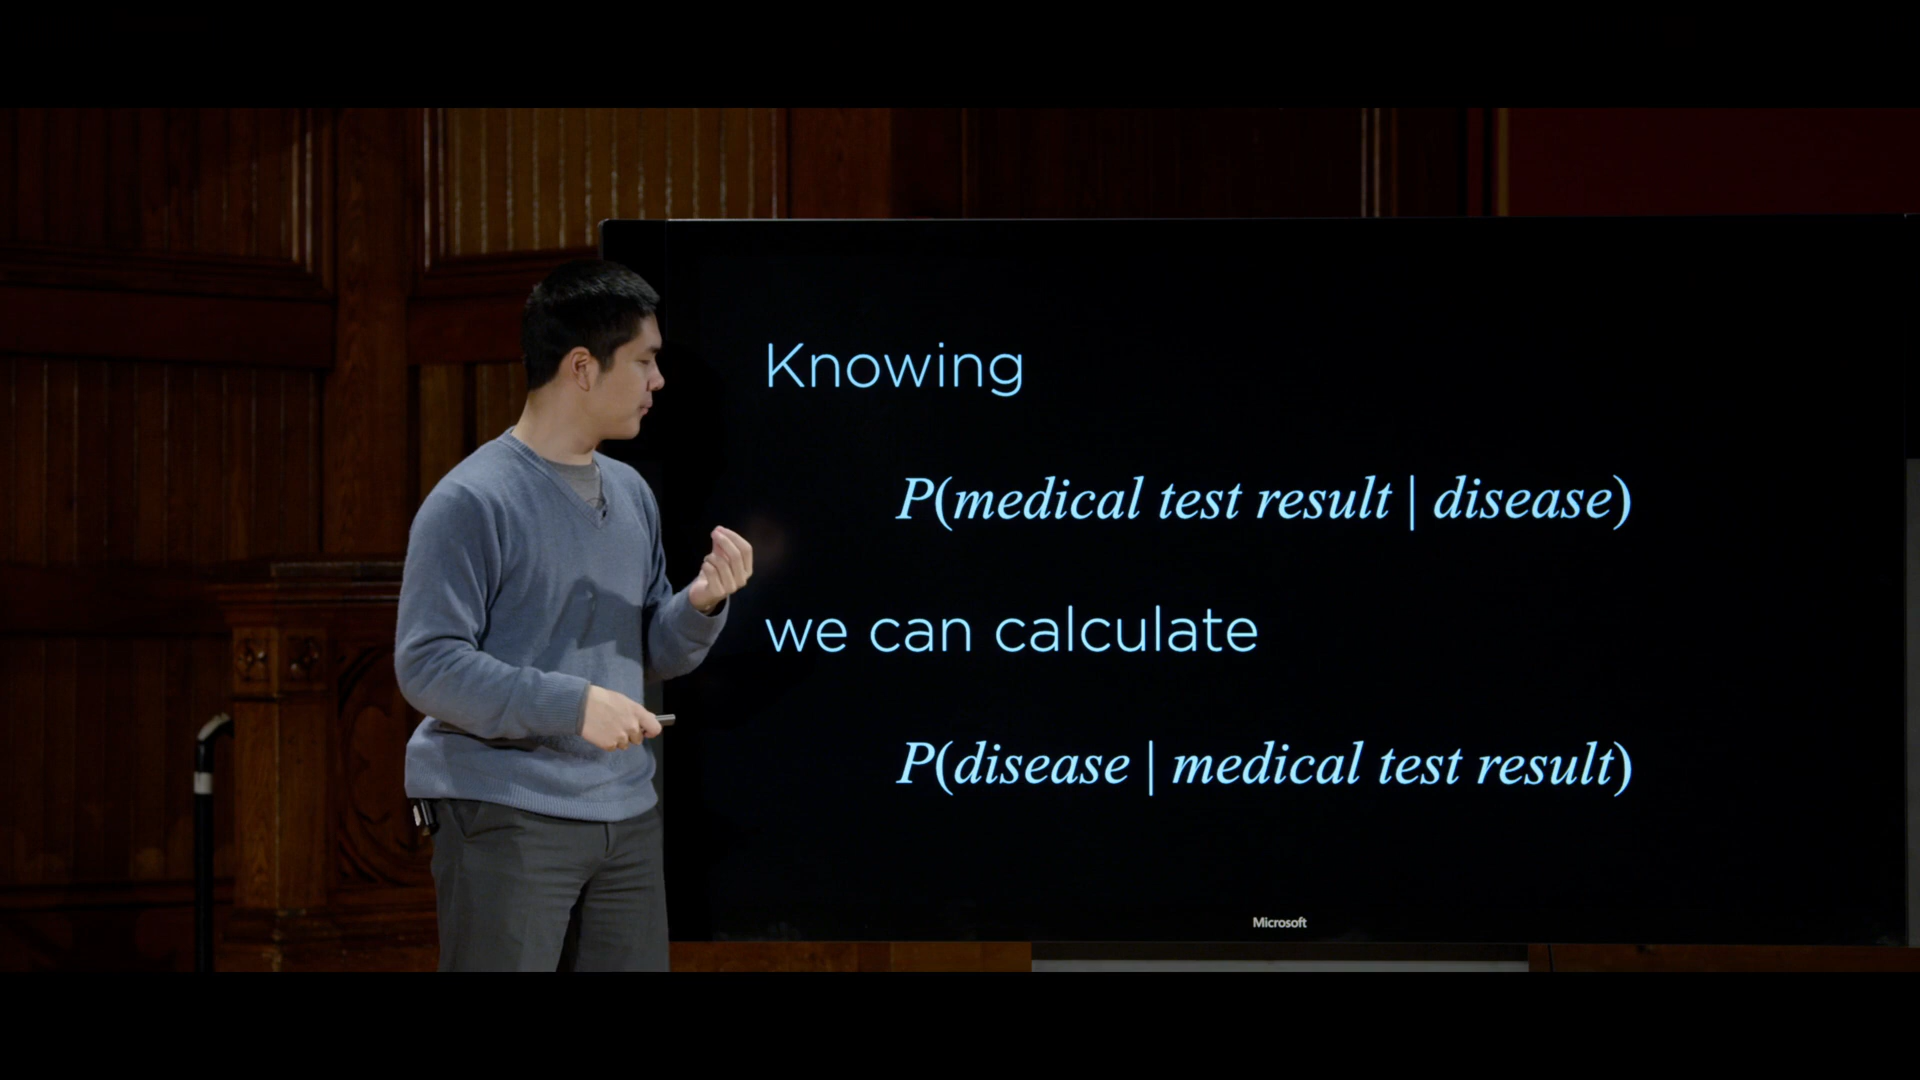 Knowing
P(medical test result | disease)
we can calculate
P(disease | medical test result)
Microsoft